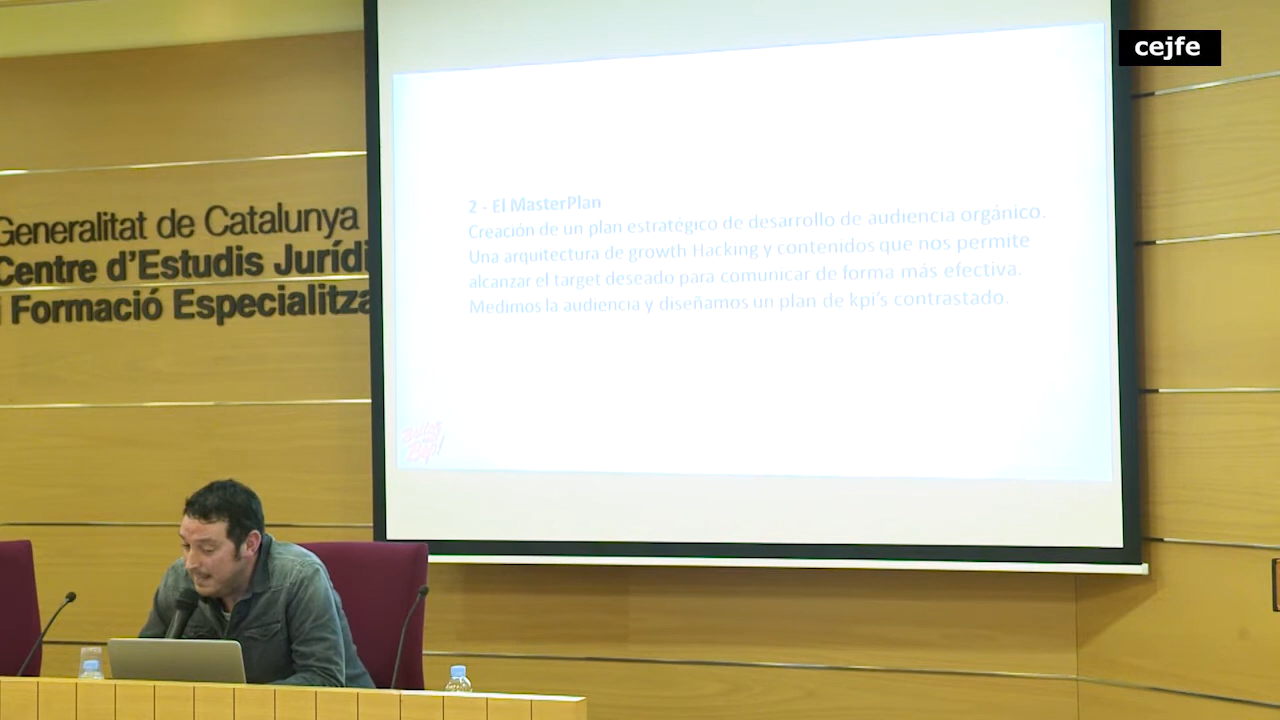 cejfe
Generalitat de Catalunya
Centre d'Estudis Jurídi
i Formació Especialitza
2 - El MasterPlan
Creación de un plan estratégico de desarrollo de audiencia orgánico.
Una arquitectura de growth Hacking y contenidos que nos permite
alcanzar el target deseado para comunicar de forma más efectiva.
Medimos la audiencia y diseñamos un plan de kpi's contrastado.